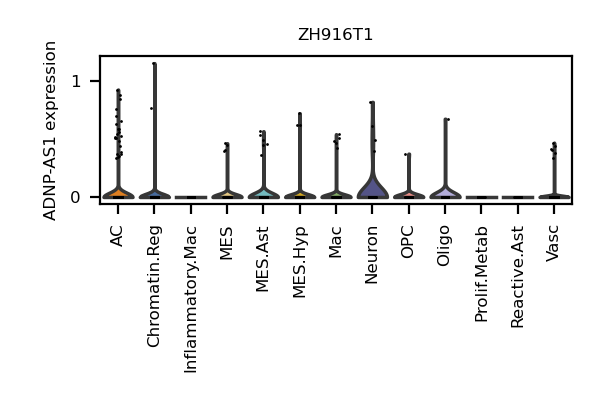 ZH916T1
ADNP-AS1 expression
1
0
AC
Chromatin.Reg
Inflammatory.Mac
MES
MES.Ast
MES.Hyp
Mac
Neuron
OPC
Oligo
Prolif.Metab
Reactive.Ast
Vasc